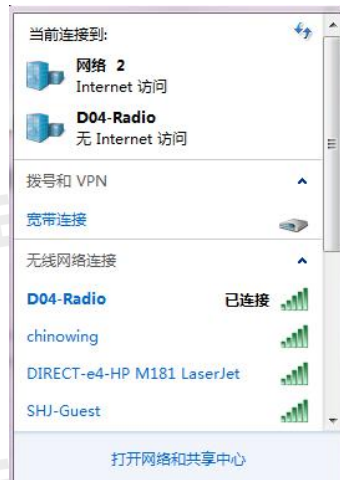 当前连接到:
网络 2
Internet 访问
D04-Radio
无 Internet 访问
拨号和 VPN
宽带连接
无线网络连接
D04-Radio 已连接
chinowing
DIRECT-e4-HP M181 LaserJet
SHJ-Guest
打开网络和共享中心